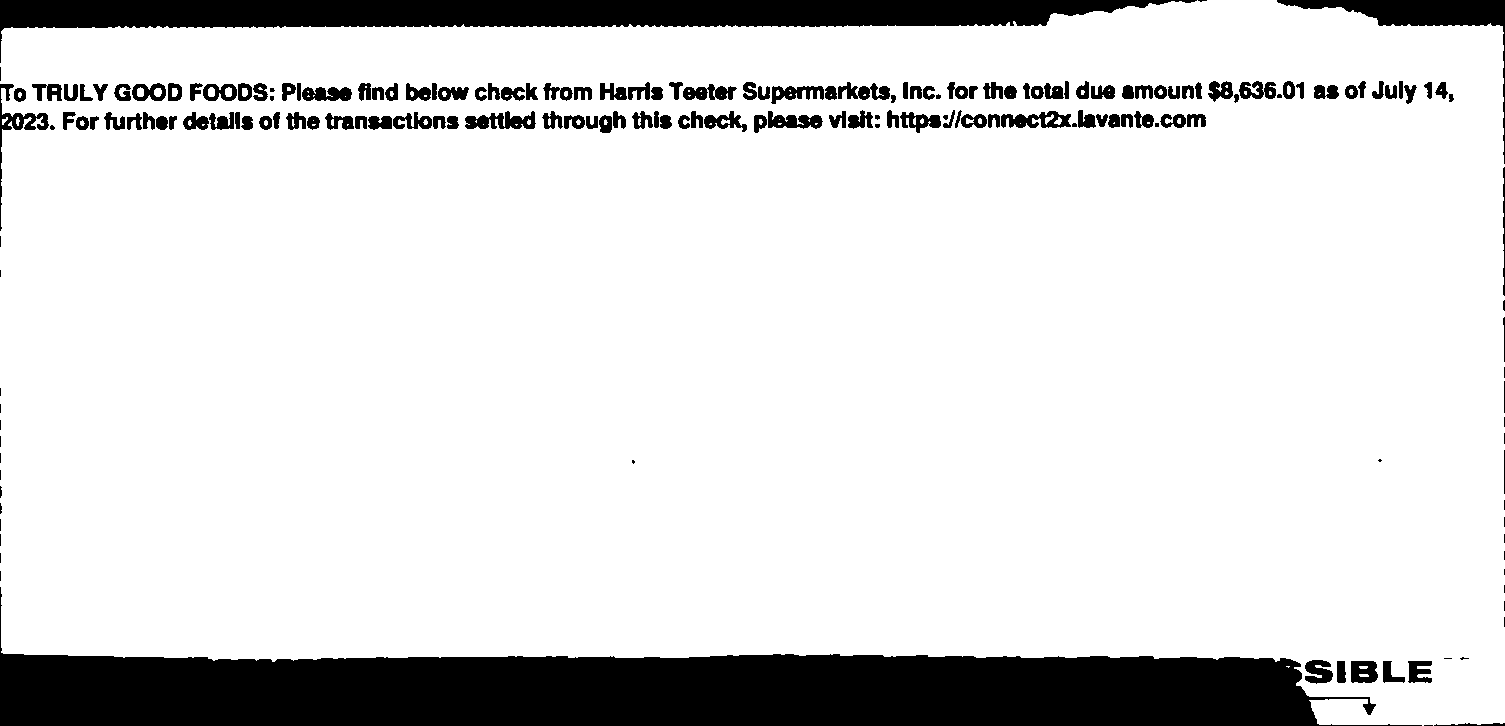 To TRULY GOOD FOODS: Please find below check from Harris Teeter Supermarkets, Inc. for the total due amount $8,636.01 as of July 14,
2023. For further details of the transactions settled through this check, please visit: https://connect2x.lavante.com
SSIBLE